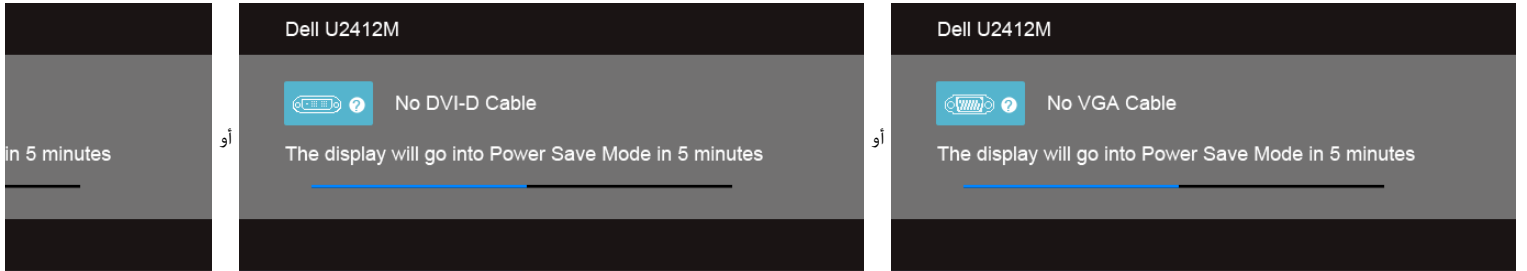 Dell U2412M
No VGA Cable
The display will go into Power Save Mode in 5 minutes
أو
Dell U2412M
No DVI-D Cable
The display will go into Power Save Mode in 5 minutes
أو
in 5 minutes